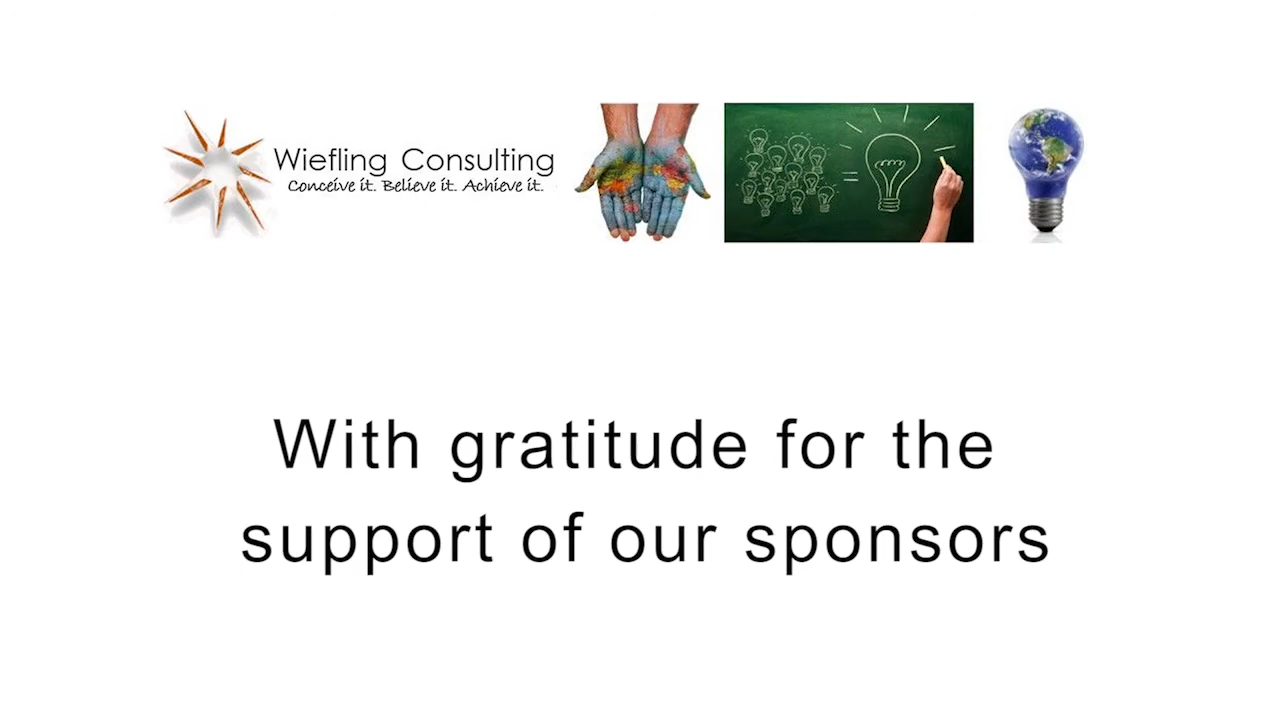 Wiefling Consulting
Conceive it. Believe it. Achieve it.
=
With gratitude for the
support of our sponsors